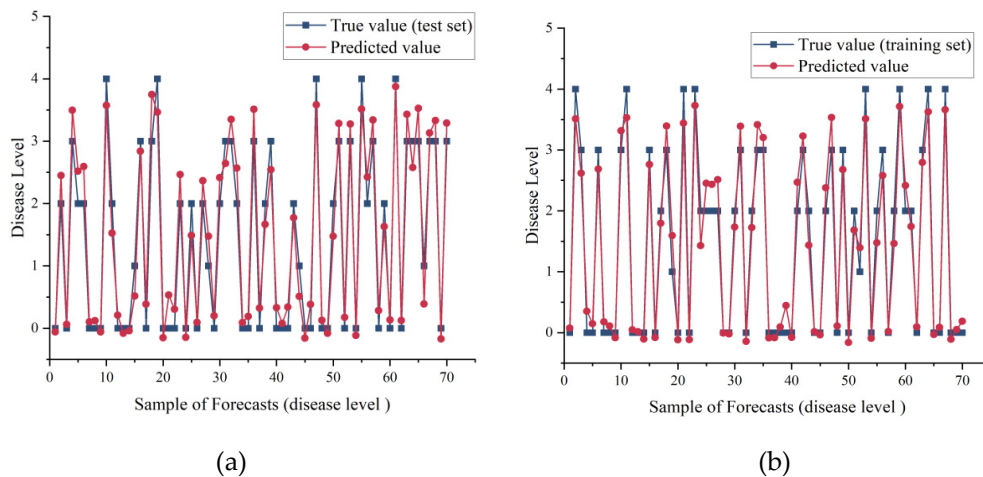 5
4
3
2
1
0
Disease Level
True value (test set)
Predicted value
0 10 20 30 40 50 60 70
Sample of Forecasts (disease level )
(a)
5
4
3
2
1
0
Disease Level
True value (training set)
Predicted value
0 10 20 30 40 50 60 70
Sample of Forecasts (disease level )
(b)